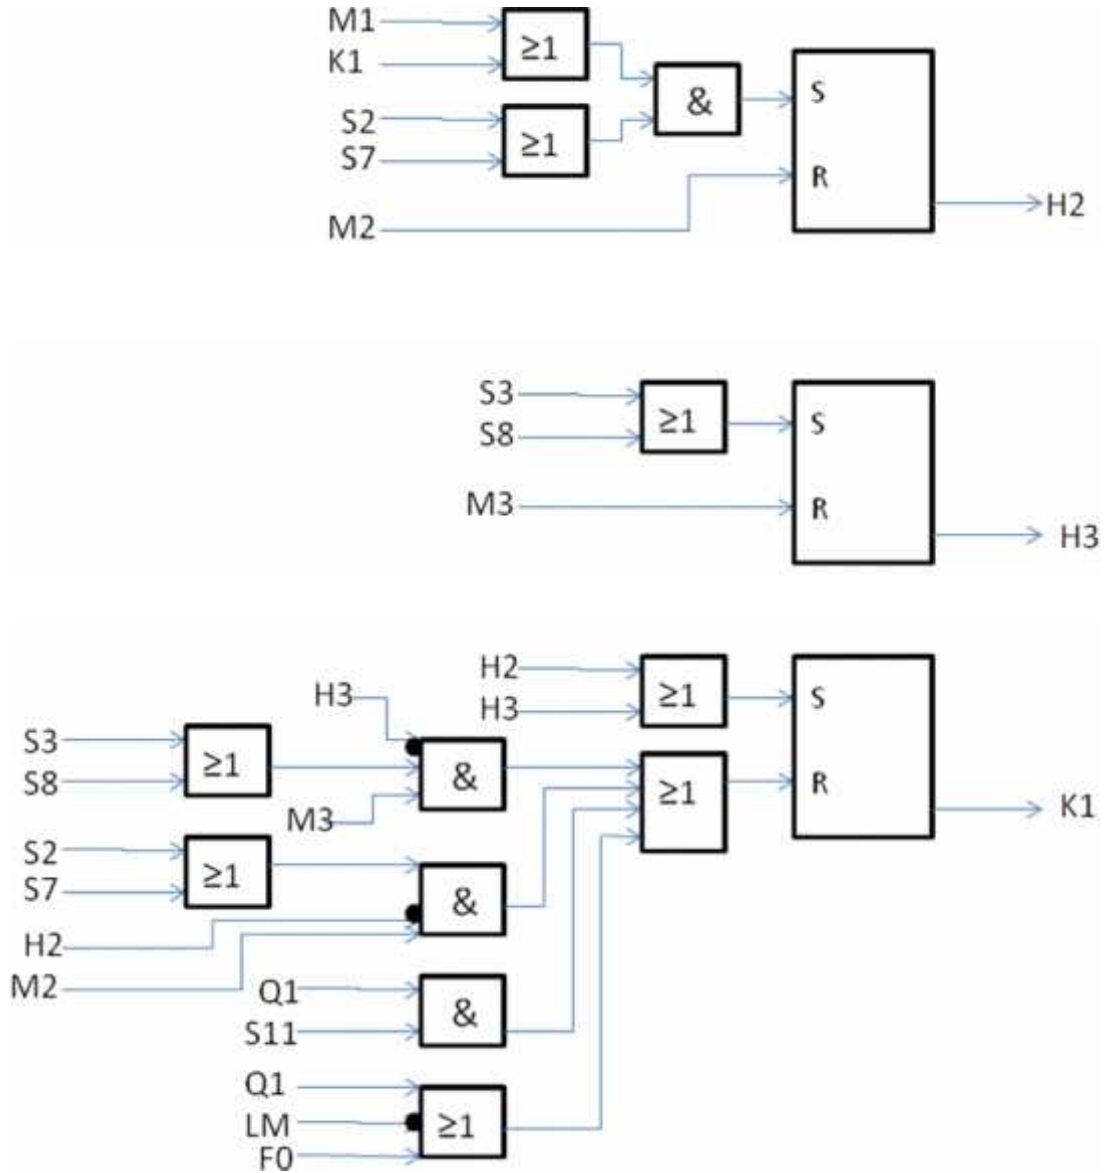 M1
K1
≥1
S2
S7
≥1
&
S
R
M2
H2
S3
S8
≥1
S
M3
R
H3
H2
H3
≥1
S
H3
S3
S8
≥1
&
M3
≥1
R
K1
S2
S7
≥1
&
H2
M2
Q1
S11
&
Q1
LM
F0
≥1